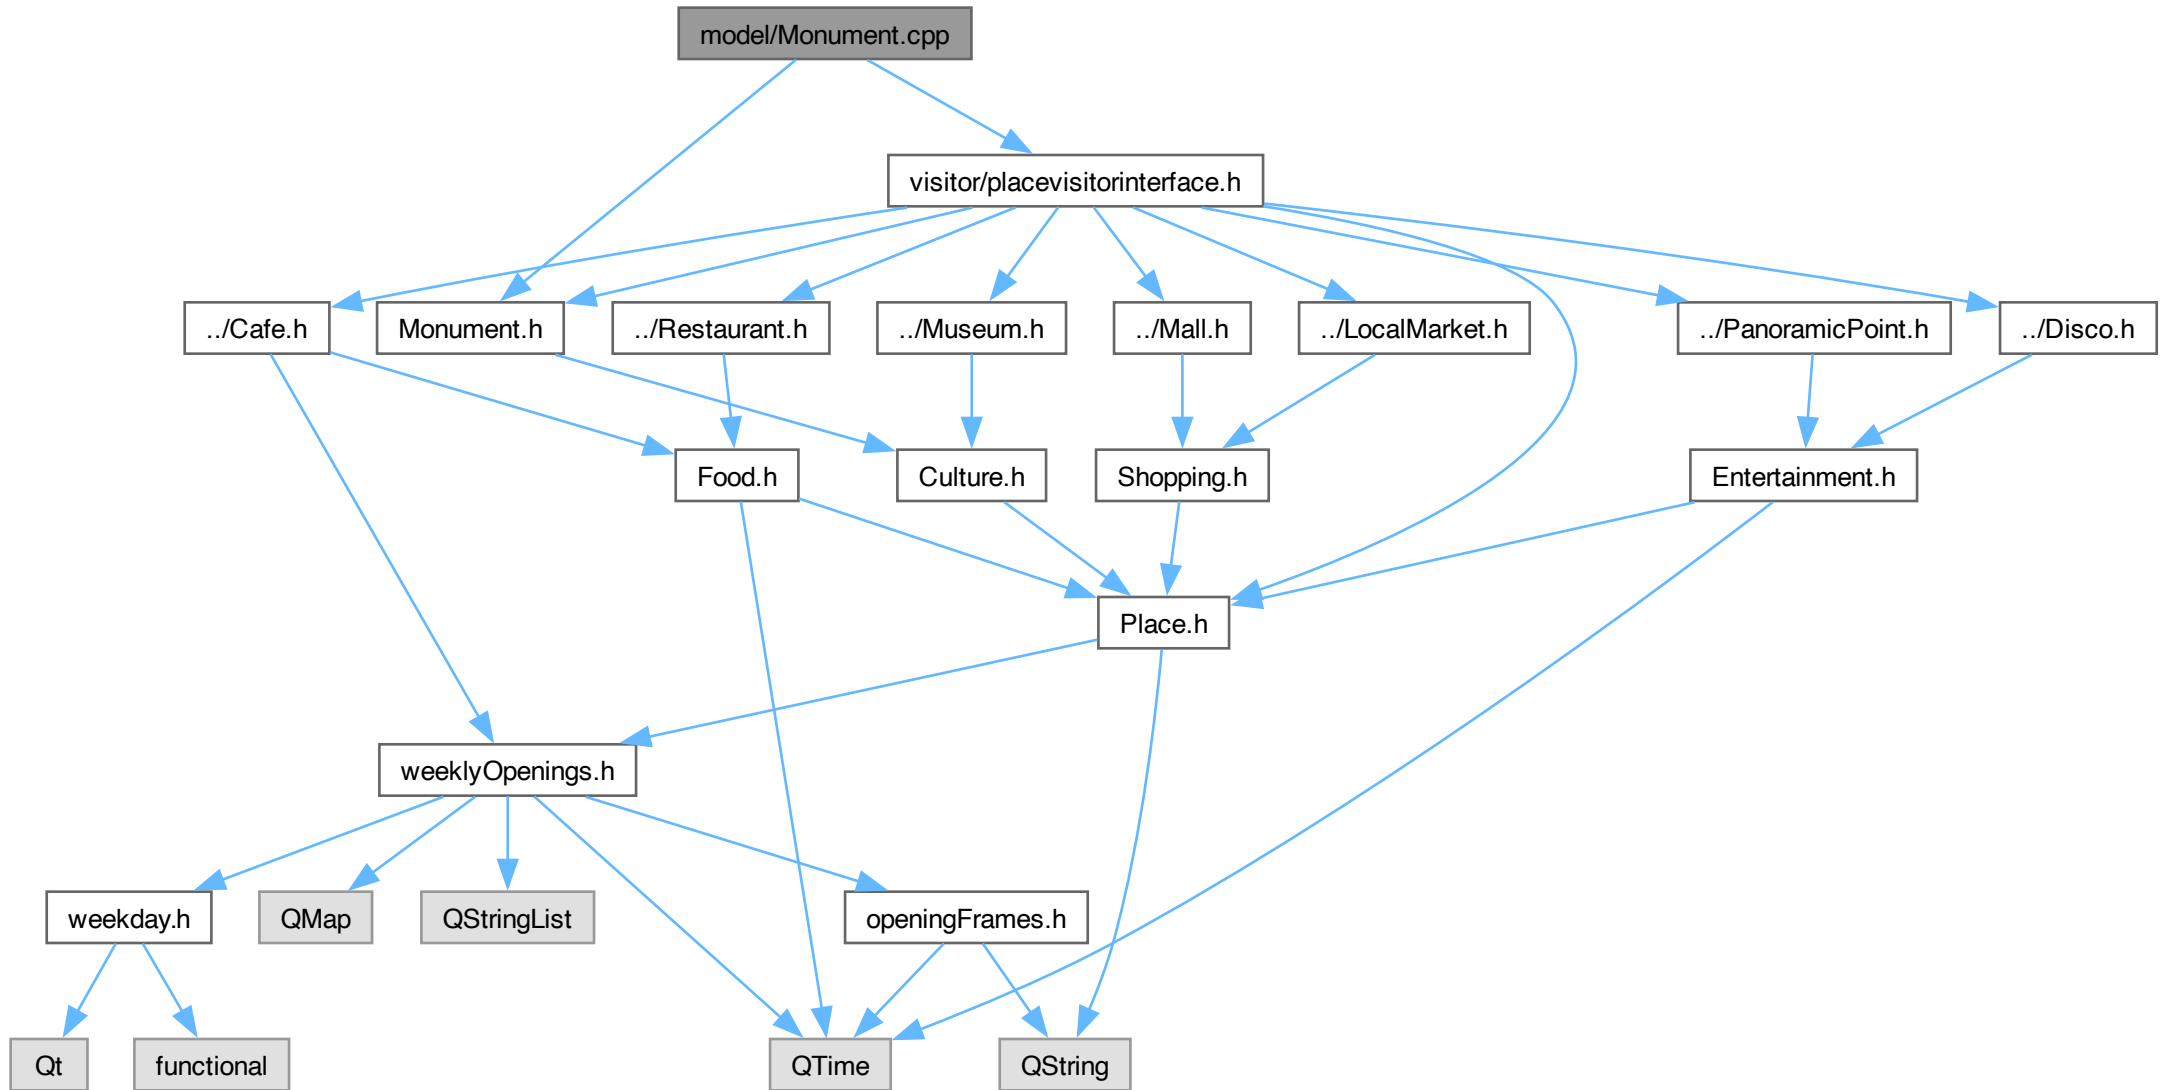 model/Monument.cpp
visitor/placevisitorinterface.h
../Cafe.h
Monument.h
../Restaurant.h
../Museum.h
../Mall.h
../LocalMarket.h
../PanoramicPoint.h
../Disco.h
Food.h
Culture.h
Shopping.h
Entertainment.h
Place.h
weeklyOpenings.h
weekday.h
QMap
QStringList
openingFrames.h
Qt
functional
QTime
QString